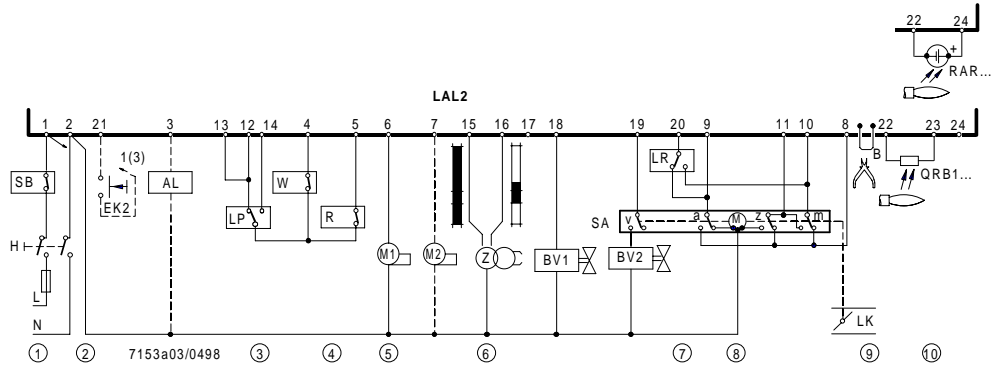 22 24
+
RAR...
LAL2
1 2 21 3 13 12 14 4 5 6 7 15 16 17 18 19 20 9 11 10 8 22 23 24
1(3)
B
SB
AL
W
LR
QRB1...
EK2
LP
R
SA
v a M z m
H
M1
M2
Z
BV1
BV2
L
N
LK
1 2 7153a03/0498 3 4 5 6 7 8 9 10